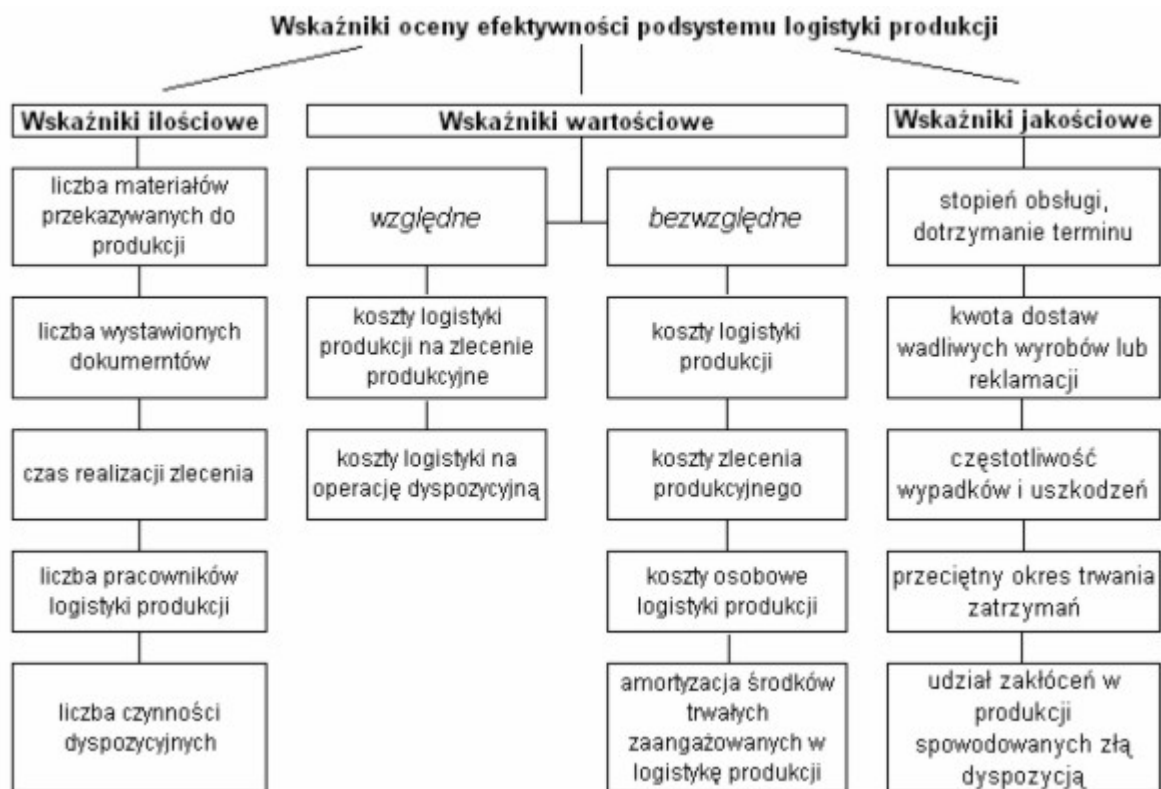 Wskaźniki oceny efektywności podsystemu logistyki produkcji
Wskaźniki ilościowe
liczba materiałów
przekazywanych do
produkcji
liczba wystawionych
dokumerntów
czas realizacji zlecenia
liczba pracowników
logistyki produkcji
liczba czynności
dyspozycyjnych
Wskaźniki wartościowe
względne
koszty logistyki
produkcji na zlecenie
produkcyjne
koszty logistyki na
operację dyspozycyjną
bezwzględne
koszty logistyki
produkcji
koszty zlecenia
produkcyjnego
koszty osobowe
logistyki produkcji
amortyzacja środków
trwałych
zaangażowanych w
logistykę produkcji
Wskaźniki jakościowe
stopień obsługi,
dotrzymanie terminu
kwota dostaw
wadliwych wyrobów lub
reklamacji
częstotliwość
wypadków i uszkodzeń
przeciętny okres trwania
zatrzymań
udział zakłóceń w
produkcji
spowodowanych złą
dyspozycją